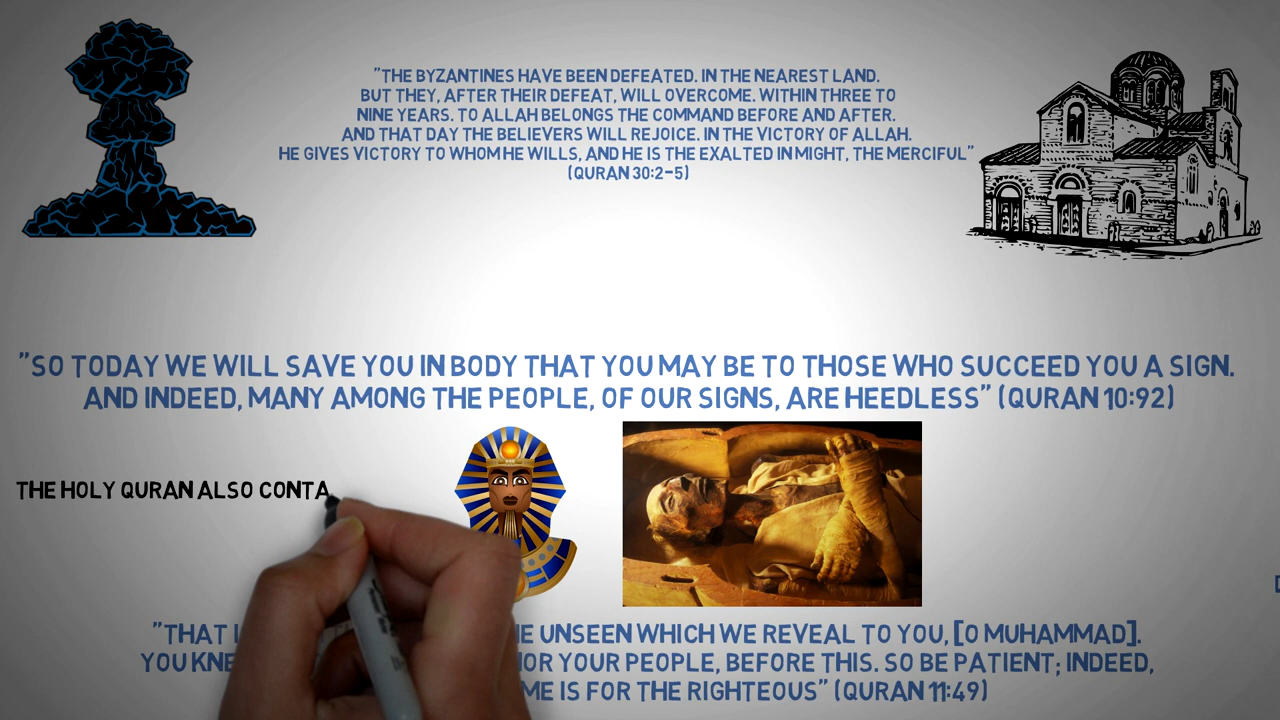 "THE BYZANTINES HAVE BEEN DEFEATED. IN THE NEAREST LAND.
BUT THEY, AFTER THEIR DEFEAT, WILL OVERCOME. WITHIN THREE TO
NINE YEARS. TO ALLAH BELONGS THE COMMAND BEFORE AND AFTER.
AND THAT DAY THE BELIEVERS WILL REJOICE. IN THE VICTORY OF ALLAH.
HE GIVES VICTORY TO WHOM HE WILLS, AND HE IS THE EXALTED IN MIGHT, THE MERCIFUL"
(QURAN 30:2-5)
"SO TODAY WE WILL SAVE YOU IN BODY THAT YOU MAY BE TO THOSE WHO SUCCEED YOU A SIGN.
AND INDEED, MANY AMONG THE PEOPLE, OF OUR SIGNS, ARE HEEDLESS" (QURAN 10:92)
THE HOLY QURAN ALSO CONTA
"THAT UNSEEN WHICH WE REVEAL TO YOU, [O MUHAMMAD].
YOU YOUR PEOPLE, BEFORE THIS. SO BE PATIENT; INDEED,
IS FOR THE RIGHTEOUS" (QURAN 11:49)